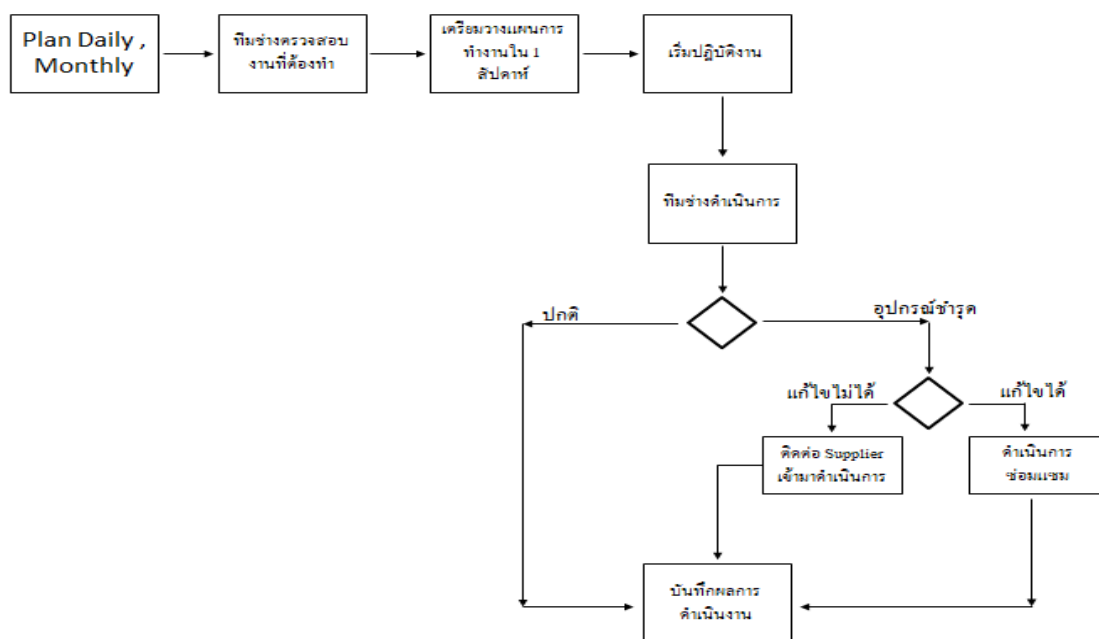 Plan Daily ,
Monthly
ทีมช่างตรวจสอบ
งานที่ต้องทำ
เตรียมวางแผนการ
ทำงานใน 1
สัปดาห์
เริ่มปฏิบัติงาน
ทีมช่างดำเนินการ
ปกติ
อุปกรณ์ชำรุด
แก้ไขไม่ได้
แก้ไขได้
ติดต่อ Supplier
เข้ามาดำเนินการ
ดำเนินการ
ซ่อมแซม
บันทึกผลการ
ดำเนินงาน